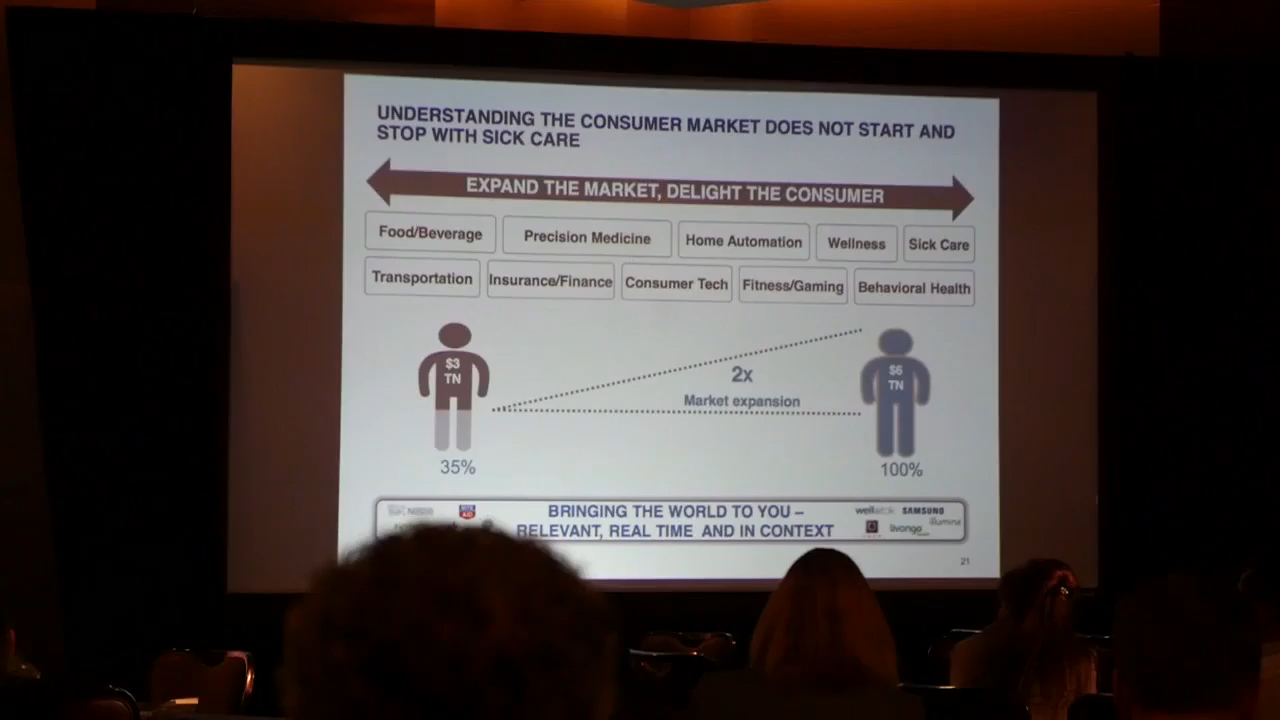 UNDERSTANDING THE CONSUMER MARKET DOES NOT START AND
STOP WITH SICK CARE
EXPAND THE MARKET, DELIGHT THE CONSUMER
Food/Beverage
Precision Medicine
Home Automation
Wellness
Sick Care
Transportation
Insurance/Finance
Consumer Tech
Fitness/Gaming
Behavioral Health
$3
TN
$6
TN
2x
Market expansion
35%
100%
BRINGING THE WORLD TO YOU –
RELEVANT, REAL TIME AND IN CONTEXT
Nestle
RITE
AID
welltok
SAMSUNG
illumina
livongo
21